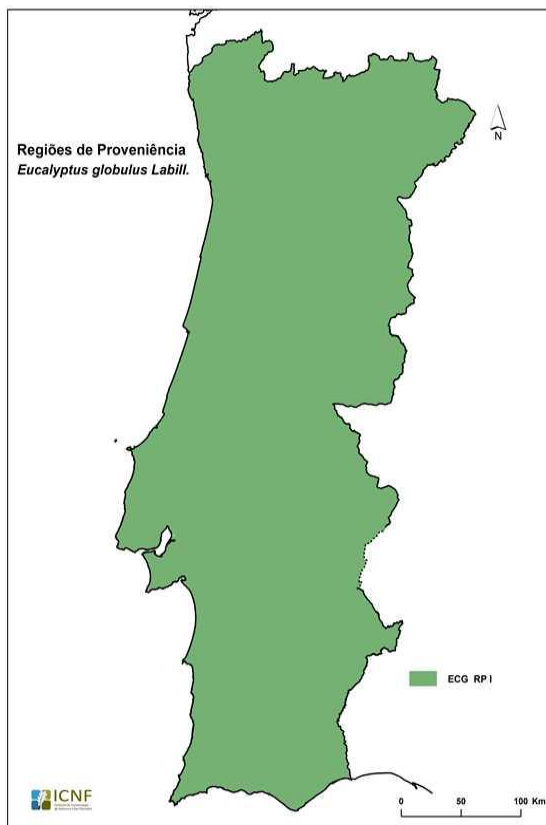 Regiões de Proveniência
Eucalyptus globulus Labill.
N
ECG RP I
ICNF
0 50 100 Km